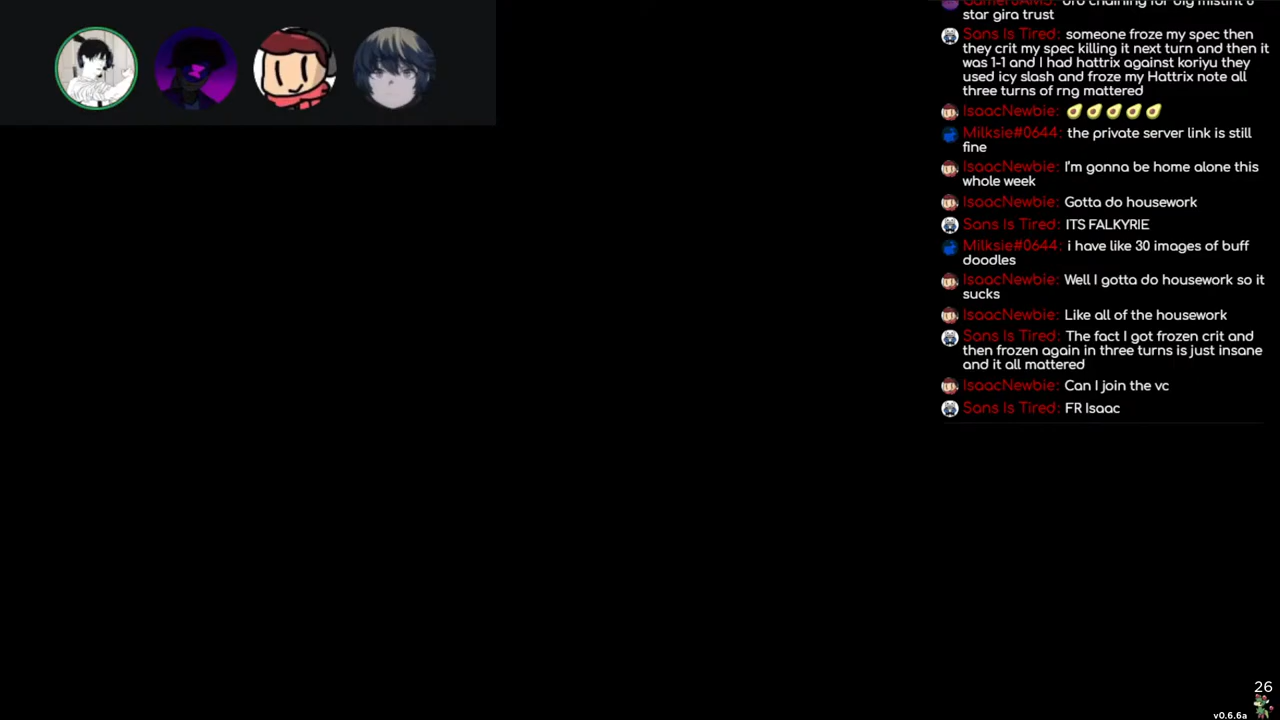 star gira trust
Sans Is Tired: someone froze my spec then
they crit my spec killing it next turn and then it
was 1-1 and I had hattrix against koriyu they
used icy slash and froze my Hattrix note all
three turns of rng mattered
IsaacNewbie: 🥑🥑🥑🥑🥑
Milksie#0644: the private server link is still
fine
IsaacNewbie: I'm gonna be home alone this
whole week
IsaacNewbie: Gotta do housework
Sans Is Tired: ITS FALKYRIE
Milksie#0644: i have like 30 images of buff
doodles
IsaacNewbie: Well I gotta do housework so it
sucks
IsaacNewbie: Like all of the housework
Sans Is Tired: The fact I got frozen crit and
then frozen again in three turns is just insane
and it all mattered
IsaacNewbie: Can I join the vc
Sans Is Tired: FR Isaac
26
v0.6.6a